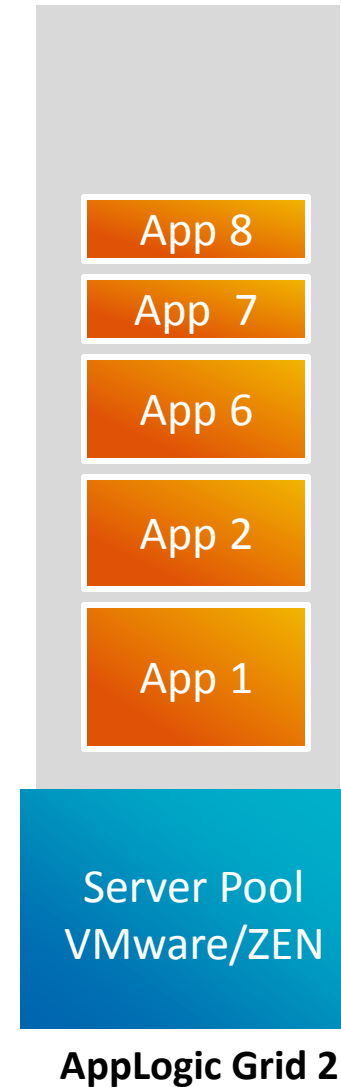 App 8
App 7
App 6
App 2
App 1
Server Pool
VMware/ZEN
AppLogic Grid 2